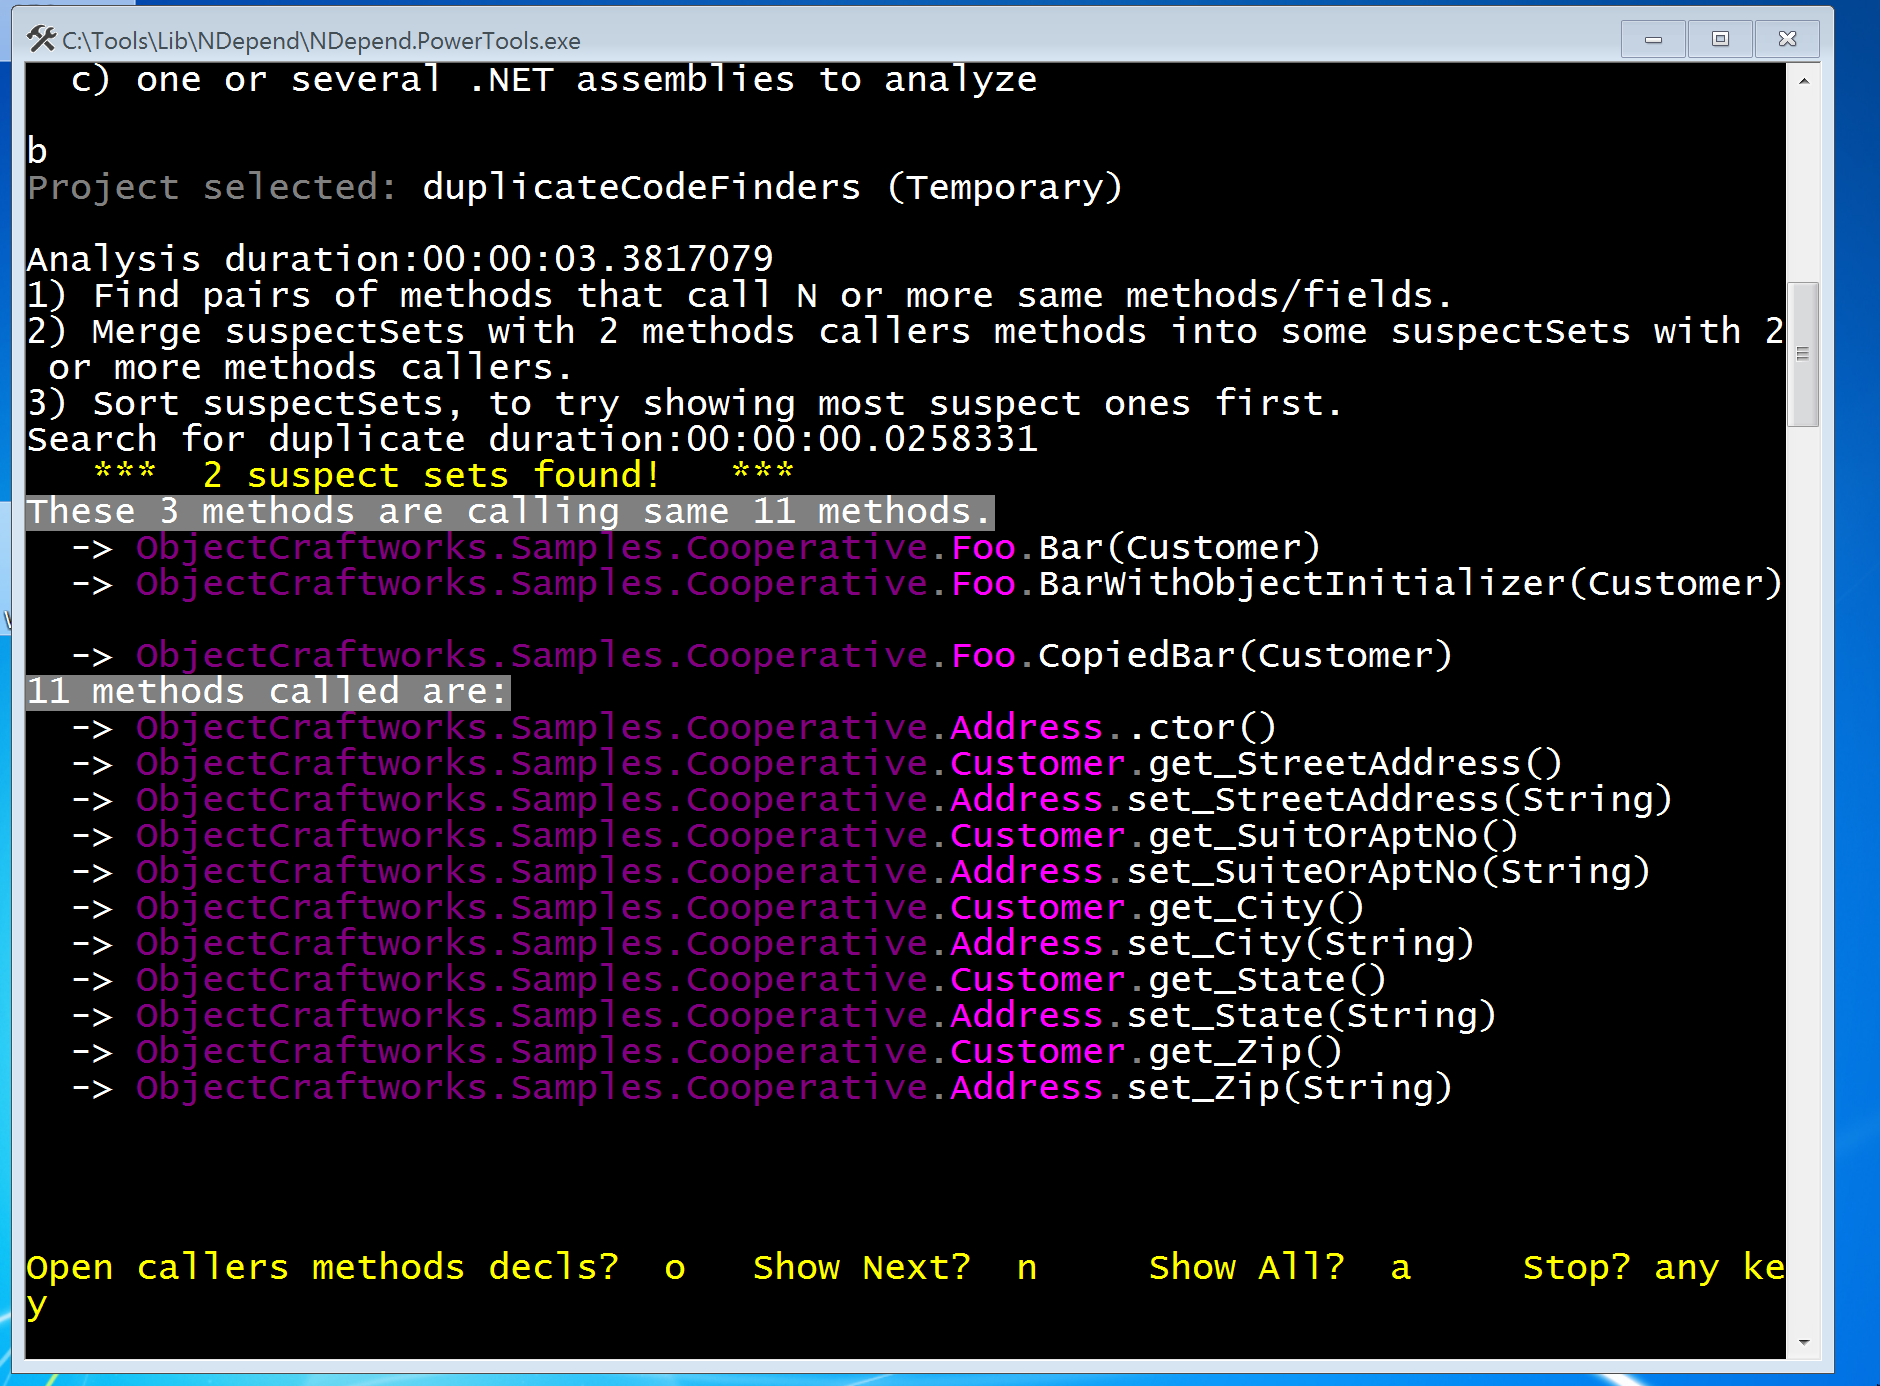 C:\Tools\Lib\NDepend\NDepend.PowerTools.exe
c) one or several .NET assemblies to analyze
b
Project selected: duplicateCodeFinders (Temporary)
Analysis duration:00:00:03.3817079
1) Find pairs of methods that call N or more same methods/fields.
2) Merge suspectSets with 2 methods callers methods into some suspectSets with 2
or more methods callers.
3) Sort suspectSets, to try showing most suspect ones first.
Search for duplicate duration:00:00:00.0258331
*** 2 suspect sets found! ***
These 3 methods are calling same 11 methods.
-> ObjectCraftworks.Samples.Cooperative.Foo.Bar(Customer)
-> ObjectCraftworks.Samples.Cooperative.Foo.BarWithObjectInitializer(Customer)
-> ObjectCraftworks.Samples.Cooperative.Foo.CopiedBar(Customer)
11 methods called are:
-> ObjectCraftworks.Samples.Cooperative.Address..ctor()
-> ObjectCraftworks.Samples.Cooperative.Customer.get_StreetAddress()
-> ObjectCraftworks.Samples.Cooperative.Address.set_StreetAddress(String)
-> ObjectCraftworks.Samples.Cooperative.Customer.get_SuitOrAptNo()
-> ObjectCraftworks.Samples.Cooperative.Address.set_SuiteOrAptNo(String)
-> ObjectCraftworks.Samples.Cooperative.Customer.get_City()
-> ObjectCraftworks.Samples.Cooperative.Address.set_City(String)
-> ObjectCraftworks.Samples.Cooperative.Customer.get_State()
-> ObjectCraftworks.Samples.Cooperative.Address.set_State(String)
-> ObjectCraftworks.Samples.Cooperative.Customer.get_Zip()
-> ObjectCraftworks.Samples.Cooperative.Address.set_Zip(String)
Open callers methods decls? o Show Next? n Show All? a Stop? any ke
y